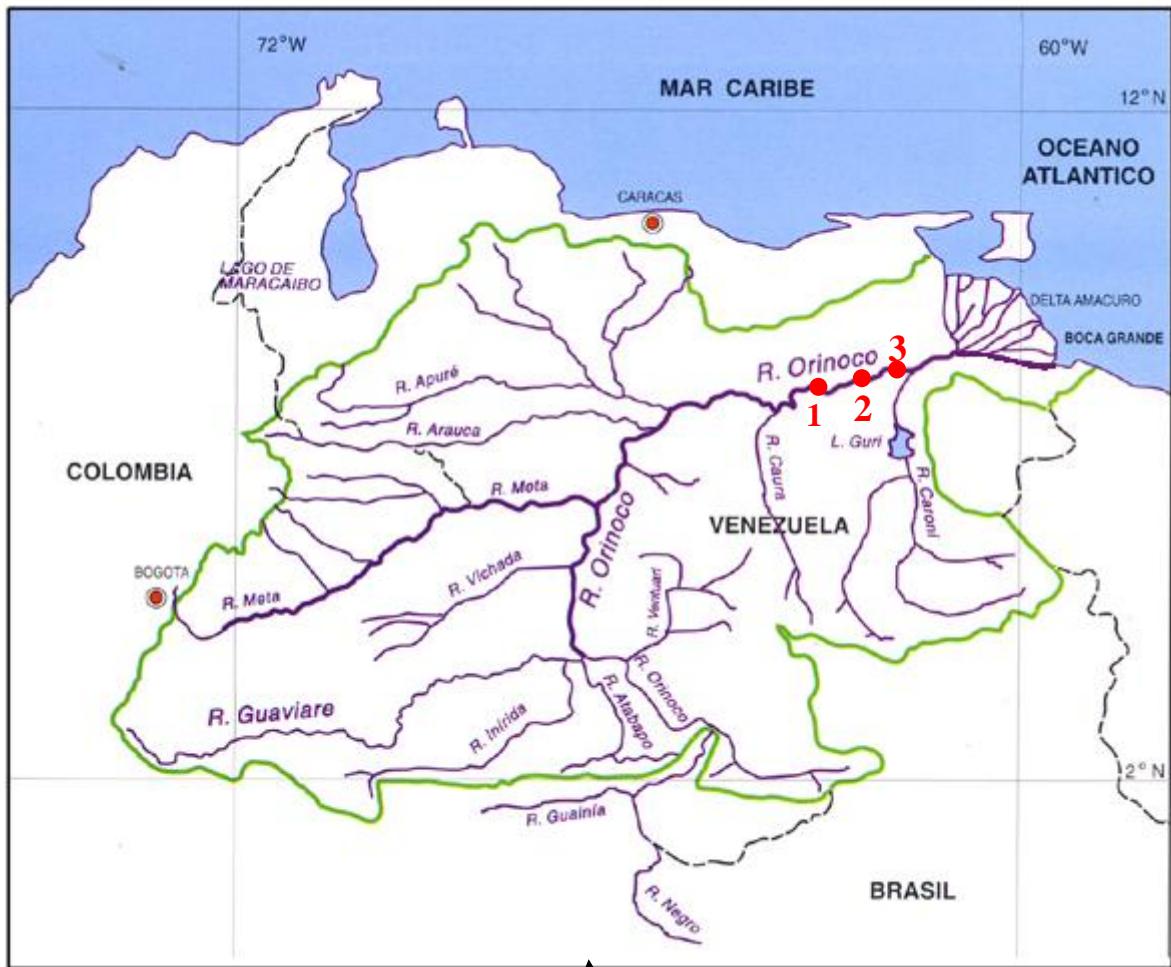 72°W
60°W
MAR CARIBE
12°N
OCEANO
ATLANTICO
CARACAS
LAGO DE
MARACAIBO
DELTA AMACURO
BOCA GRANDE
R. Orinoco
3
1
2
R. Apuré
R. Arauca
L. Guri
COLOMBIA
R. Caura
R. Caroni
R. Meta
VENEZUELA
R. Orinoco
BOGOTA
R. Meta
R. Vichada
R. Ventuari
R. Orinoco
R. Atabapo
R. Guaviare
R. Inírida
2°N
R. Guainía
BRASIL
R. Negro